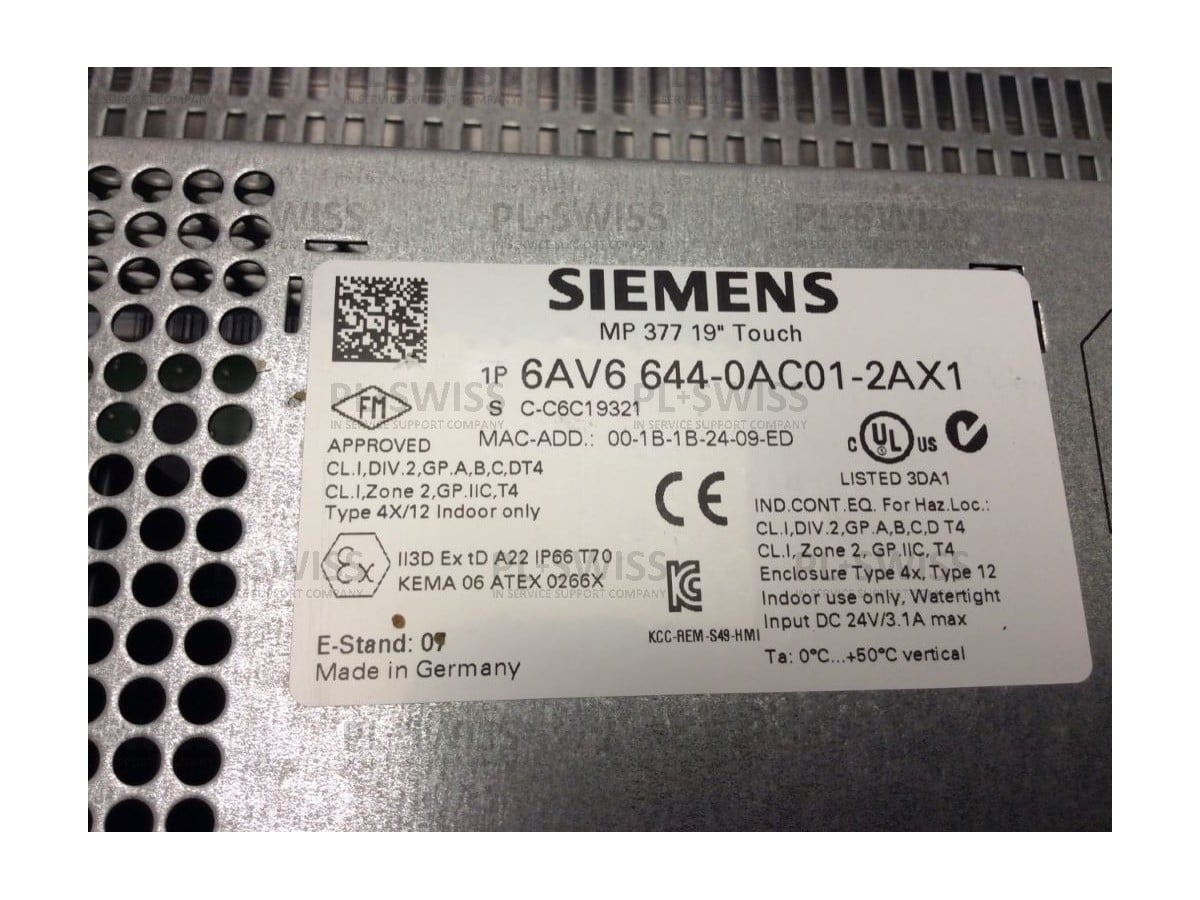 SIEMENS
MP 377 19" Touch
1P 6AV6 644-0AC01-2AX1
S C-C6C19321
MAC-ADD.: 00-1B-1B-24-09-ED
FM
APPROVED
CL.I,DIV.2,GP.A,B,C,DT4
CL.I,Zone 2,GP.IIC,T4
Type 4X/12 Indoor only
C UL US
LISTED 3DA1
IND.CONT.EQ. For Haz.Loc.:
CL.I,DIV.2,GP.A,B,C,D T4
CL.I, Zone 2, GP.IIC, T4
Enclosure Type 4x, Type 12
Indoor use only, Watertight
Input DC 24V/3.1A max
Ta: 0°C...+50°C vertical
CE
Ex
II3D Ex tD A22 IP66 T70
KEMA 06 ATEX 0266X
KCC-REM-S49-HMI
E-Stand:
Made in Germany
PL+SWISS
IN SERVICE SUPPORT COMPANY